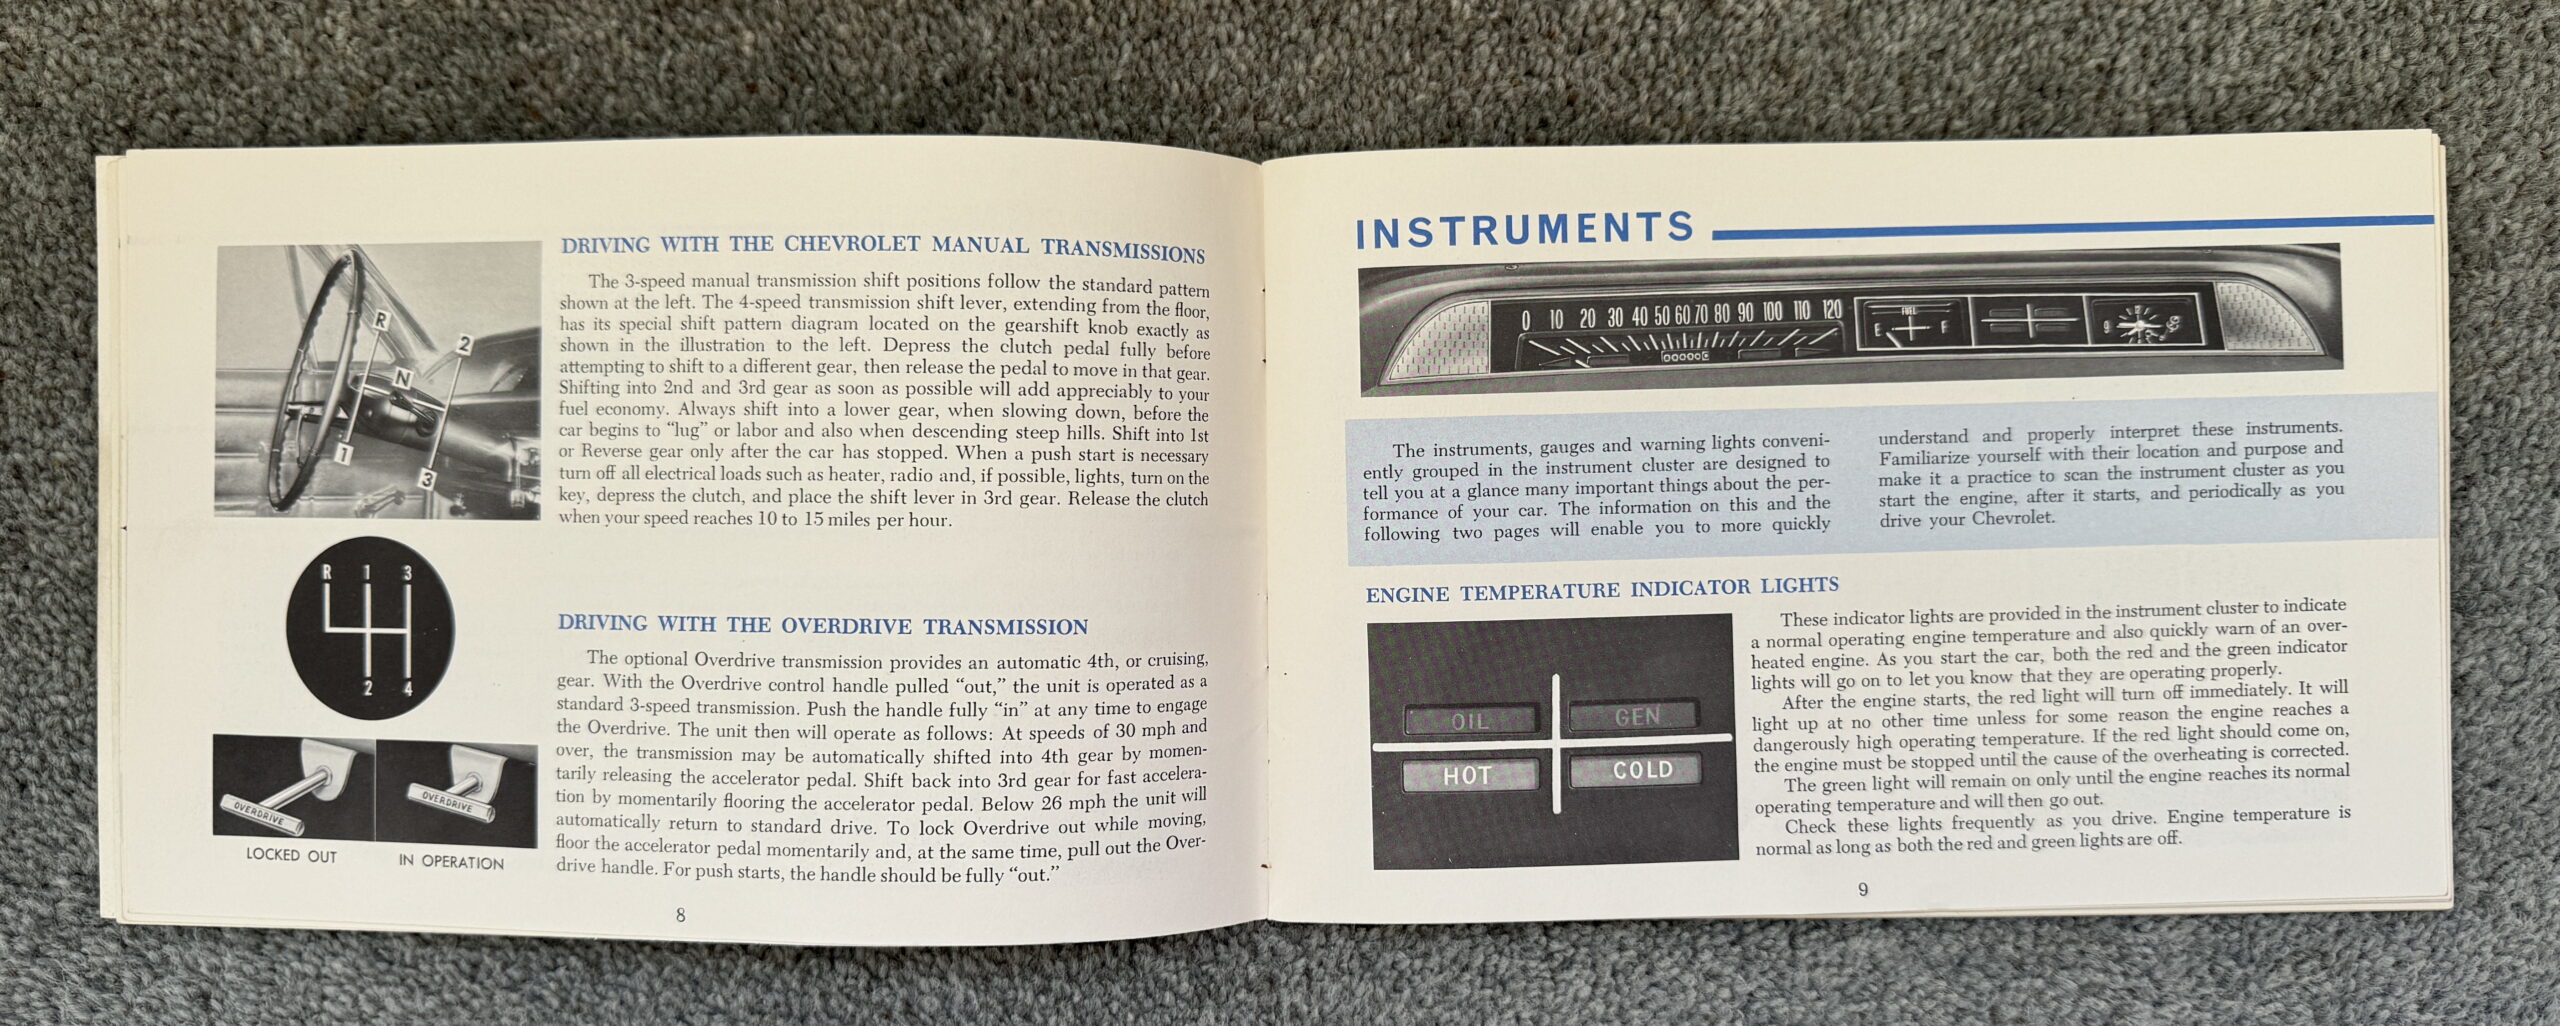 DRIVING WITH THE CHEVROLET MANUAL TRANSMISSIONS
The 3-speed manual transmission shift positions follow the standard pattern
shown at the left. The 4-speed transmission shift lever, extending from the floor,
has its special shift pattern diagram located on the gearshift knob exactly as
shown in the illustration to the left. Depress the clutch pedal fully before
attempting to shift to a different gear, then release the pedal to move in that gear.
Shifting into 2nd and 3rd gear as soon as possible will add appreciably to your
fuel economy. Always shift into a lower gear, when slowing down, before the
car begins to “lug” or labor and also when descending steep hills. Shift into 1st
or Reverse gear only after the car has stopped. When a push start is necessary
turn off all electrical loads such as heater, radio and, if possible, lights, turn on the
key, depress the clutch, and place the shift lever in 3rd gear. Release the clutch
when your speed reaches 10 to 15 miles per hour.
R
2
N
1
3
R 1 3
2 4
DRIVING WITH THE OVERDRIVE TRANSMISSION
The optional Overdrive transmission provides an automatic 4th, or cruising,
gear. With the Overdrive control handle pulled “out,” the unit is operated as a
standard 3-speed transmission. Push the handle fully “in” at any time to engage
the Overdrive. The unit then will operate as follows: At speeds of 30 mph and
over, the transmission may be automatically shifted into 4th gear by momen-
tarily releasing the accelerator pedal. Shift back into 3rd gear for fast accelera-
tion by momentarily flooring the accelerator pedal. Below 26 mph the unit will
automatically return to standard drive. To lock Overdrive out while moving,
floor the accelerator pedal momentarily and, at the same time, pull out the Over-
drive handle. For push starts, the handle should be fully “out.”
OVERDRIVE
OVERDRIVE
LOCKED OUT
IN OPERATION
8
INSTRUMENTS
0 10 20 30 40 50 60 70 80 90 100 110 120
FUEL
E F
12
9
The instruments, gauges and warning lights conveni-
ently grouped in the instrument cluster are designed to
tell you at a glance many important things about the per-
formance of your car. The information on this and the
following two pages will enable you to more quickly
understand and properly interpret these instruments.
Familiarize yourself with their location and purpose and
make it a practice to scan the instrument cluster as you
start the engine, after it starts, and periodically as you
drive your Chevrolet.
ENGINE TEMPERATURE INDICATOR LIGHTS
OIL GEN
HOT COLD
These indicator lights are provided in the instrument cluster to indicate
a normal operating engine temperature and also quickly warn of an over-
heated engine. As you start the car, both the red and the green indicator
lights will go on to let you know that they are operating properly.
After the engine starts, the red light will turn off immediately. It will
light up at no other time unless for some reason the engine reaches a
dangerously high operating temperature. If the red light should come on,
the engine must be stopped until the cause of the overheating is corrected.
The green light will remain on only until the engine reaches its normal
operating temperature and will then go out.
Check these lights frequently as you drive. Engine temperature is
normal as long as both the red and green lights are off.
9